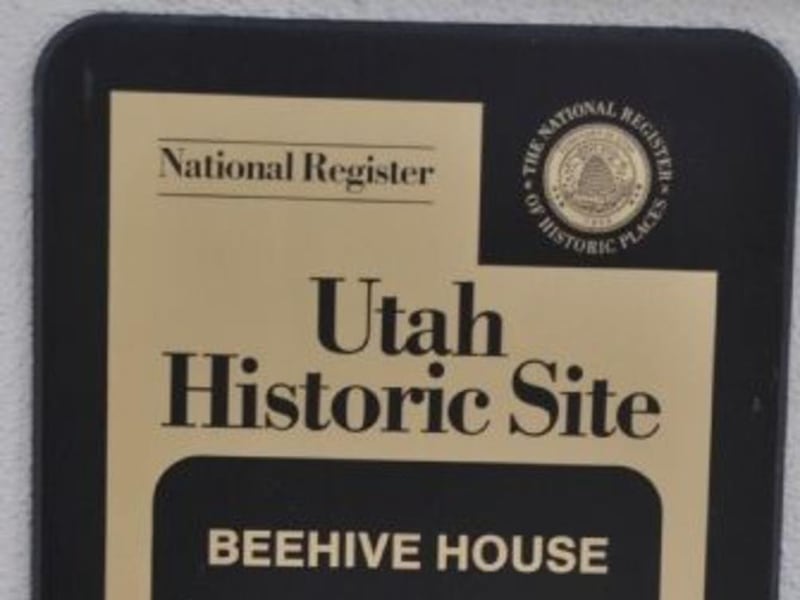 National Register
THE NATIONAL REGISTER
OF HISTORIC PLACES
Utah
Historic Site
BEEHIVE HOUSE